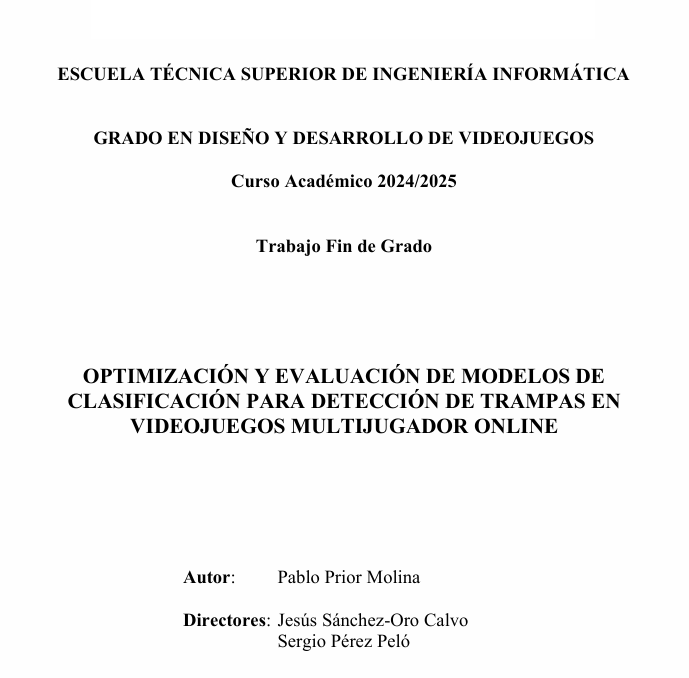 ESCUELA TÉCNICA SUPERIOR DE INGENIERÍA INFORMÁTICA
GRADO EN DISEÑO Y DESARROLLO DE VIDEOJUEGOS
Curso Académico 2024/2025
Trabajo Fin de Grado
OPTIMIZACIÓN Y EVALUACIÓN DE MODELOS DE
CLASIFICACIÓN PARA DETECCIÓN DE TRAMPAS EN
VIDEOJUEGOS MULTIJUGADOR ONLINE
Autor: Pablo Prior Molina
Directores: Jesús Sánchez-Oro Calvo
Sergio Pérez Peló